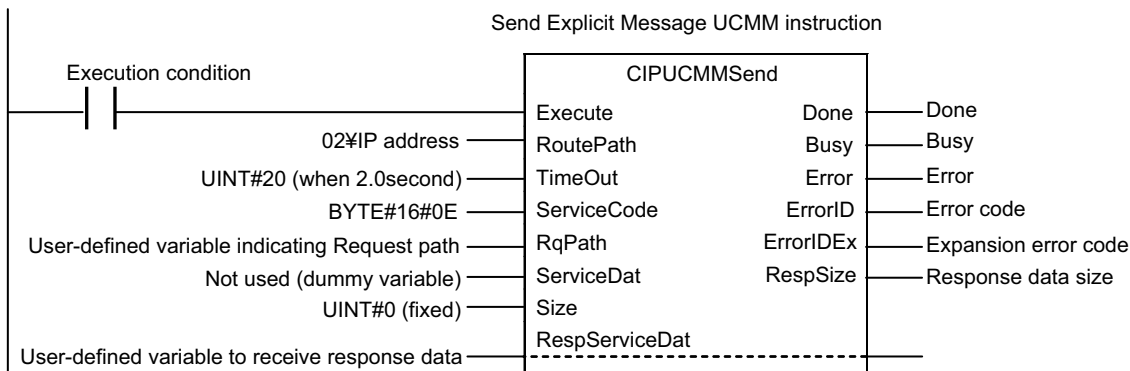 Send Explicit Message UCMM instruction
Execution condition
CIPUCMMSend
Execute Done Done
02¥IP address RoutePath Busy Busy
UINT#20 (when 2.0second) TimeOut Error Error
BYTE#16#0E ServiceCode ErrorID Error code
User-defined variable indicating Request path RqPath ErrorIDEx Expansion error code
Not used (dummy variable) ServiceDat RespSize Response data size
UINT#0 (fixed) Size
RespServiceDat
User-defined variable to receive response data